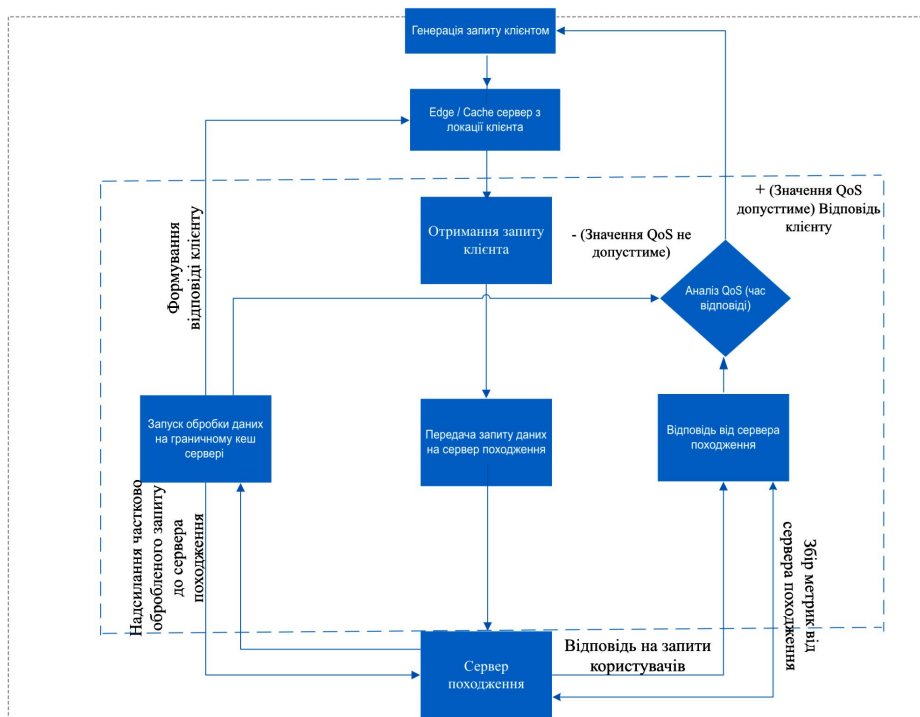 Генерація запиту клієнтом
Edge / Cache сервер з
локації клієнта
+ (Значення QoS
допусттиме) Відповідь
клієнту
Формування
відповіді клієнту
Отримання запиту
клієнта
- (Значення QoS не
допусттиме)
Аналіз QoS (час
відповіді)
Запуск обробки даних
на граничному кеш
сервері
Передача запиту даних
на сервер походження
Відповідь від сервера
походження
Надсилання частково
обробленого запиту
до сервера
походження
Збір метрик від
сервера походження
Сервер
походження
Відповідь на запити
користувачів